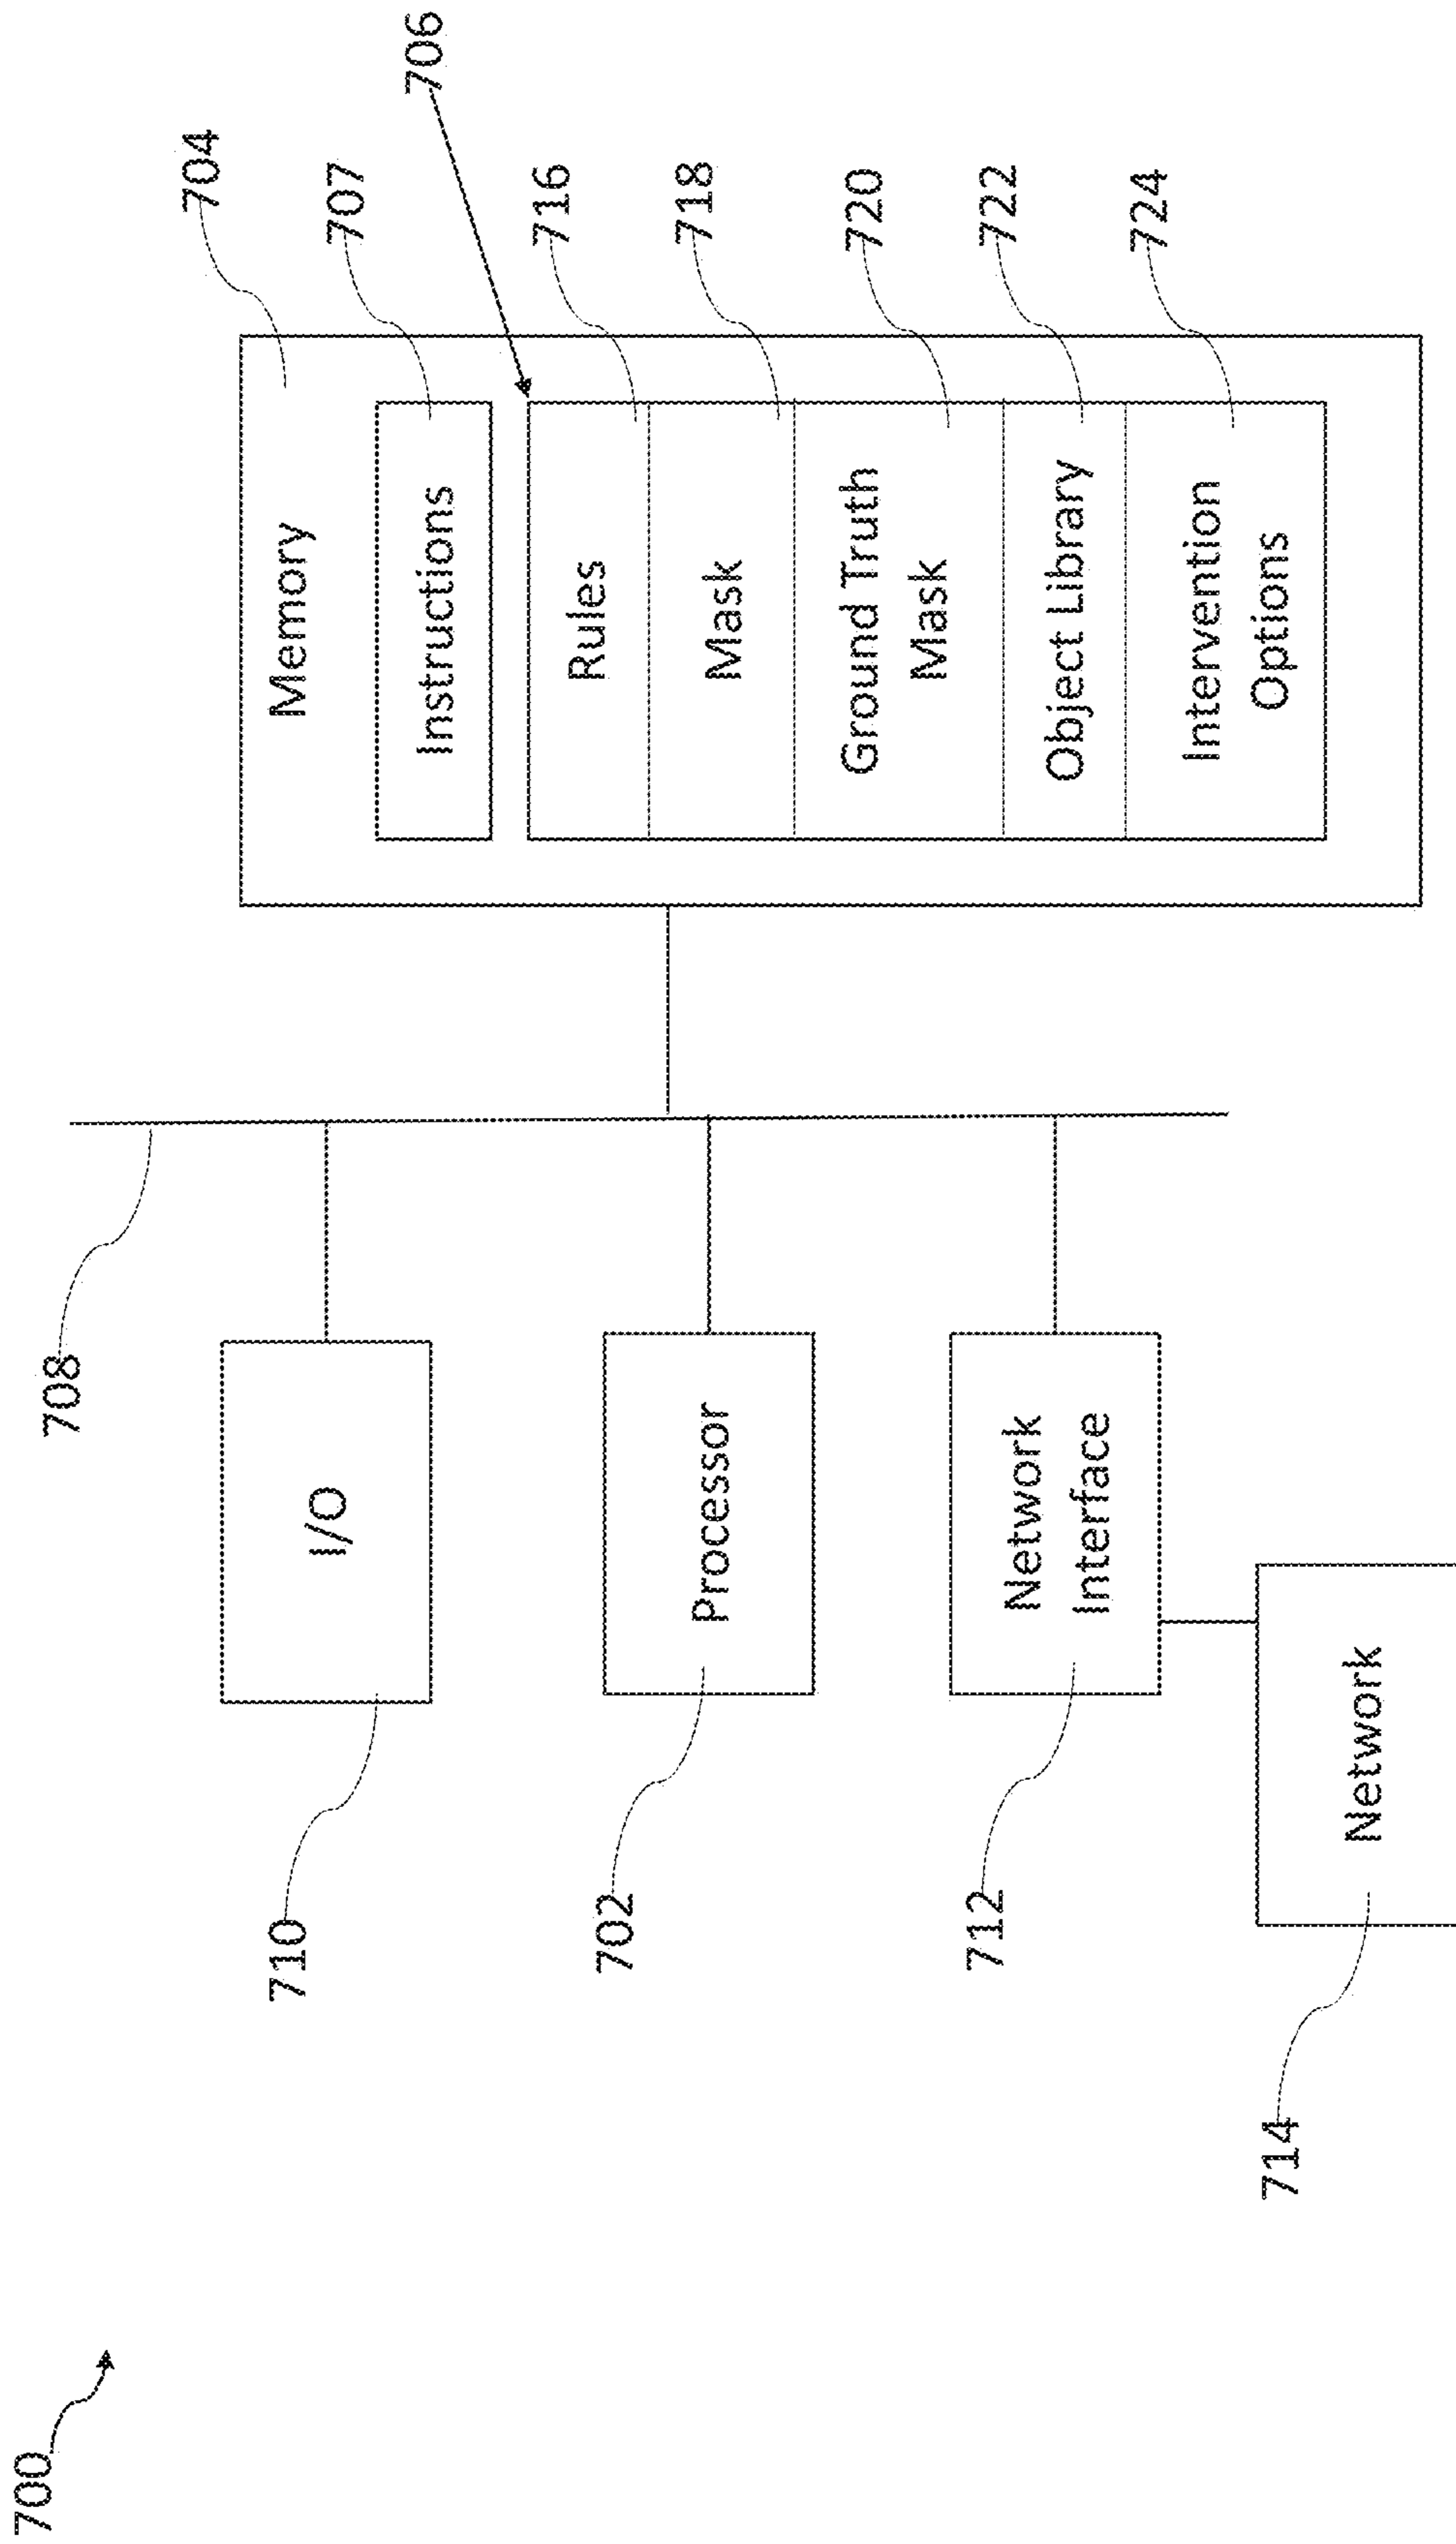 700
708
704
707
706
716
718
720
722
724
Memory
Instructions
Rules
Mask
Ground Truth
Mask
Object Library
Intervention
Options
710
I/O
702
Processor
712
Network
Interface
714
Network